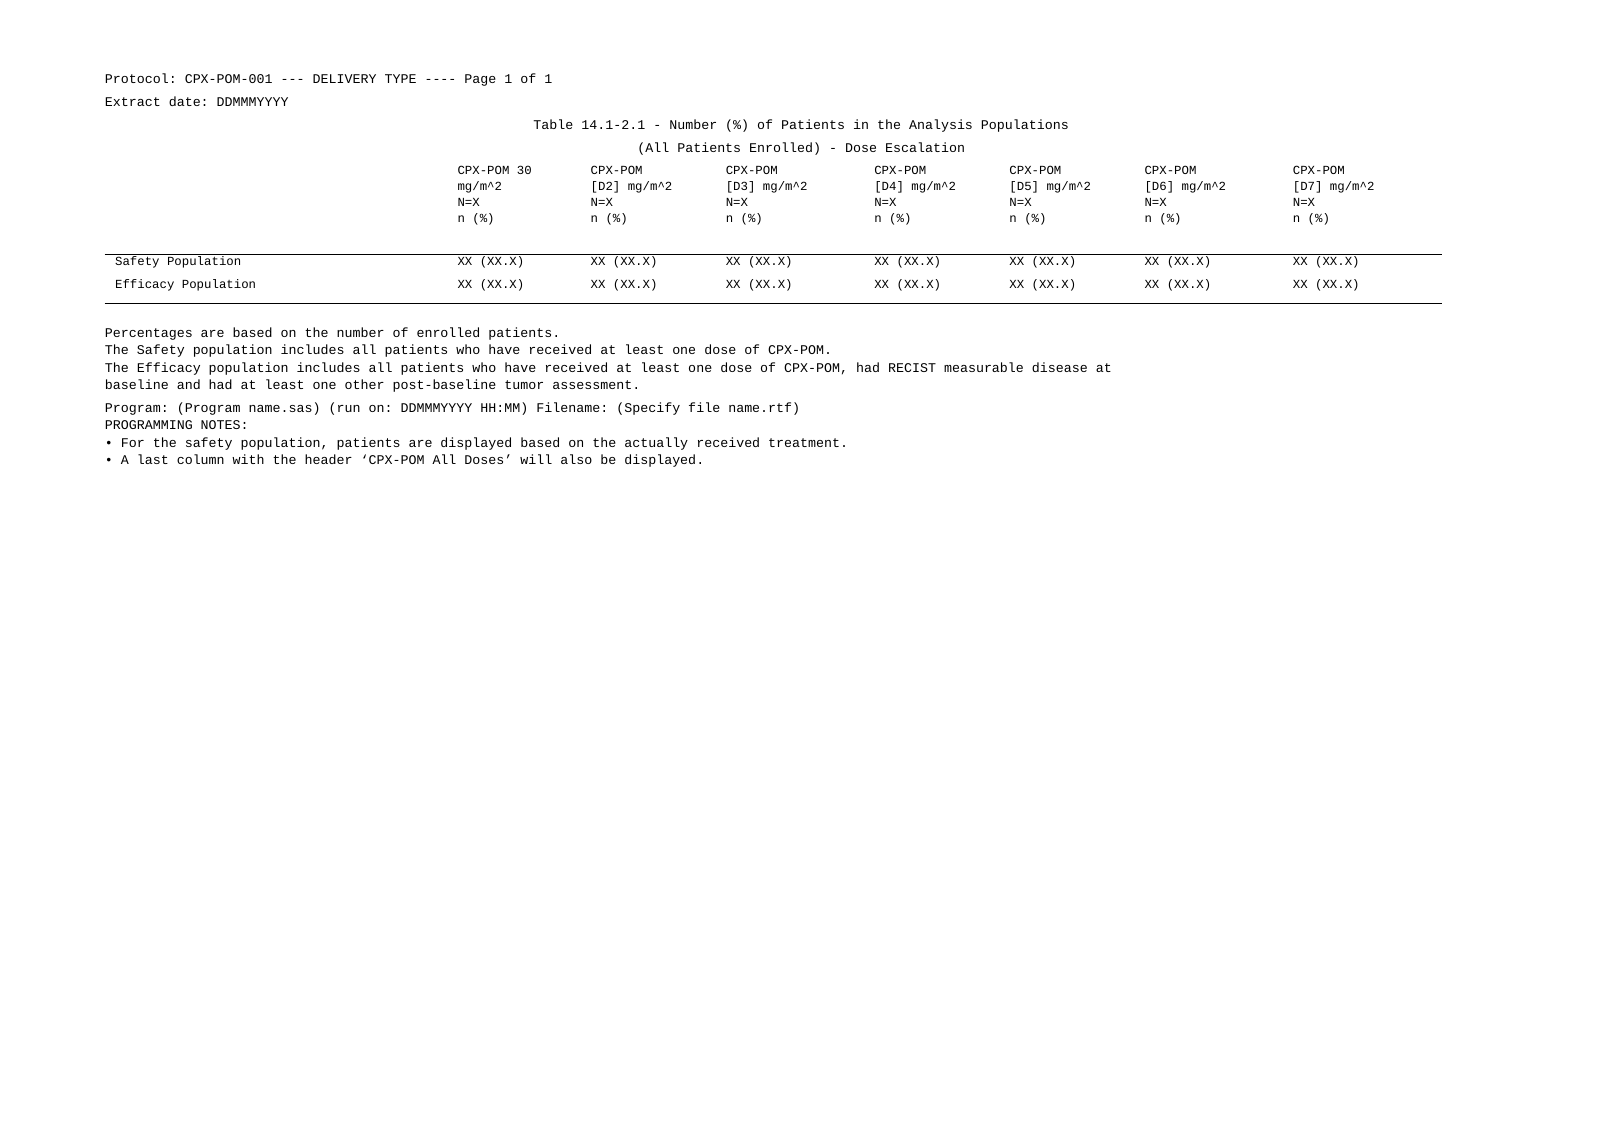 Protocol: CPX-POM-001 --- DELIVERY TYPE ---- Page 1 of 1
Extract date: DDMMMYYYY
Table 14.1-2.1 - Number (%) of Patients in the Analysis Populations
(All Patients Enrolled) - Dose Escalation
CPX-POM 30 CPX-POM CPX-POM CPX-POM CPX-POM CPX-POM CPX-POM
mg/m^2 [D2] mg/m^2 [D3] mg/m^2 [D4] mg/m^2 [D5] mg/m^2 [D6] mg/m^2 [D7] mg/m^2
N=X N=X N=X N=X N=X N=X N=X
n (%) n (%) n (%) n (%) n (%) n (%) n (%)
Safety Population XX (XX.X) XX (XX.X) XX (XX.X) XX (XX.X) XX (XX.X) XX (XX.X) XX (XX.X)
Efficacy Population XX (XX.X) XX (XX.X) XX (XX.X) XX (XX.X) XX (XX.X) XX (XX.X) XX (XX.X)
Percentages are based on the number of enrolled patients.
The Safety population includes all patients who have received at least one dose of CPX-POM.
The Efficacy population includes all patients who have received at least one dose of CPX-POM, had RECIST measurable disease at
baseline and had at least one other post-baseline tumor assessment.
Program: (Program name.sas) (run on: DDMMMYYYY HH:MM) Filename: (Specify file name.rtf)
PROGRAMMING NOTES:
• For the safety population, patients are displayed based on the actually received treatment.
• A last column with the header ‘CPX-POM All Doses’ will also be displayed.